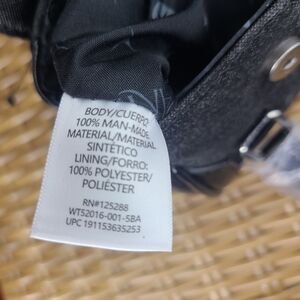 BODY/CUERPO:
100% MAN-MADE
MATERIAL/MATERIAL
SINTÉTICO
LINING/FORRO:
100% POLYESTER/
POLIÉSTER
RN#125288
WT52016-001-5BA
UPC 191153635253